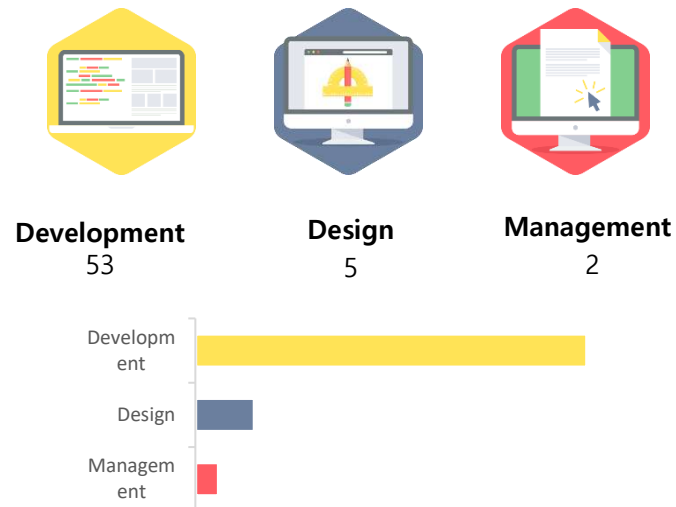 Development
53
Design
5
Management
2
Developm
ent
Design
Managem
ent